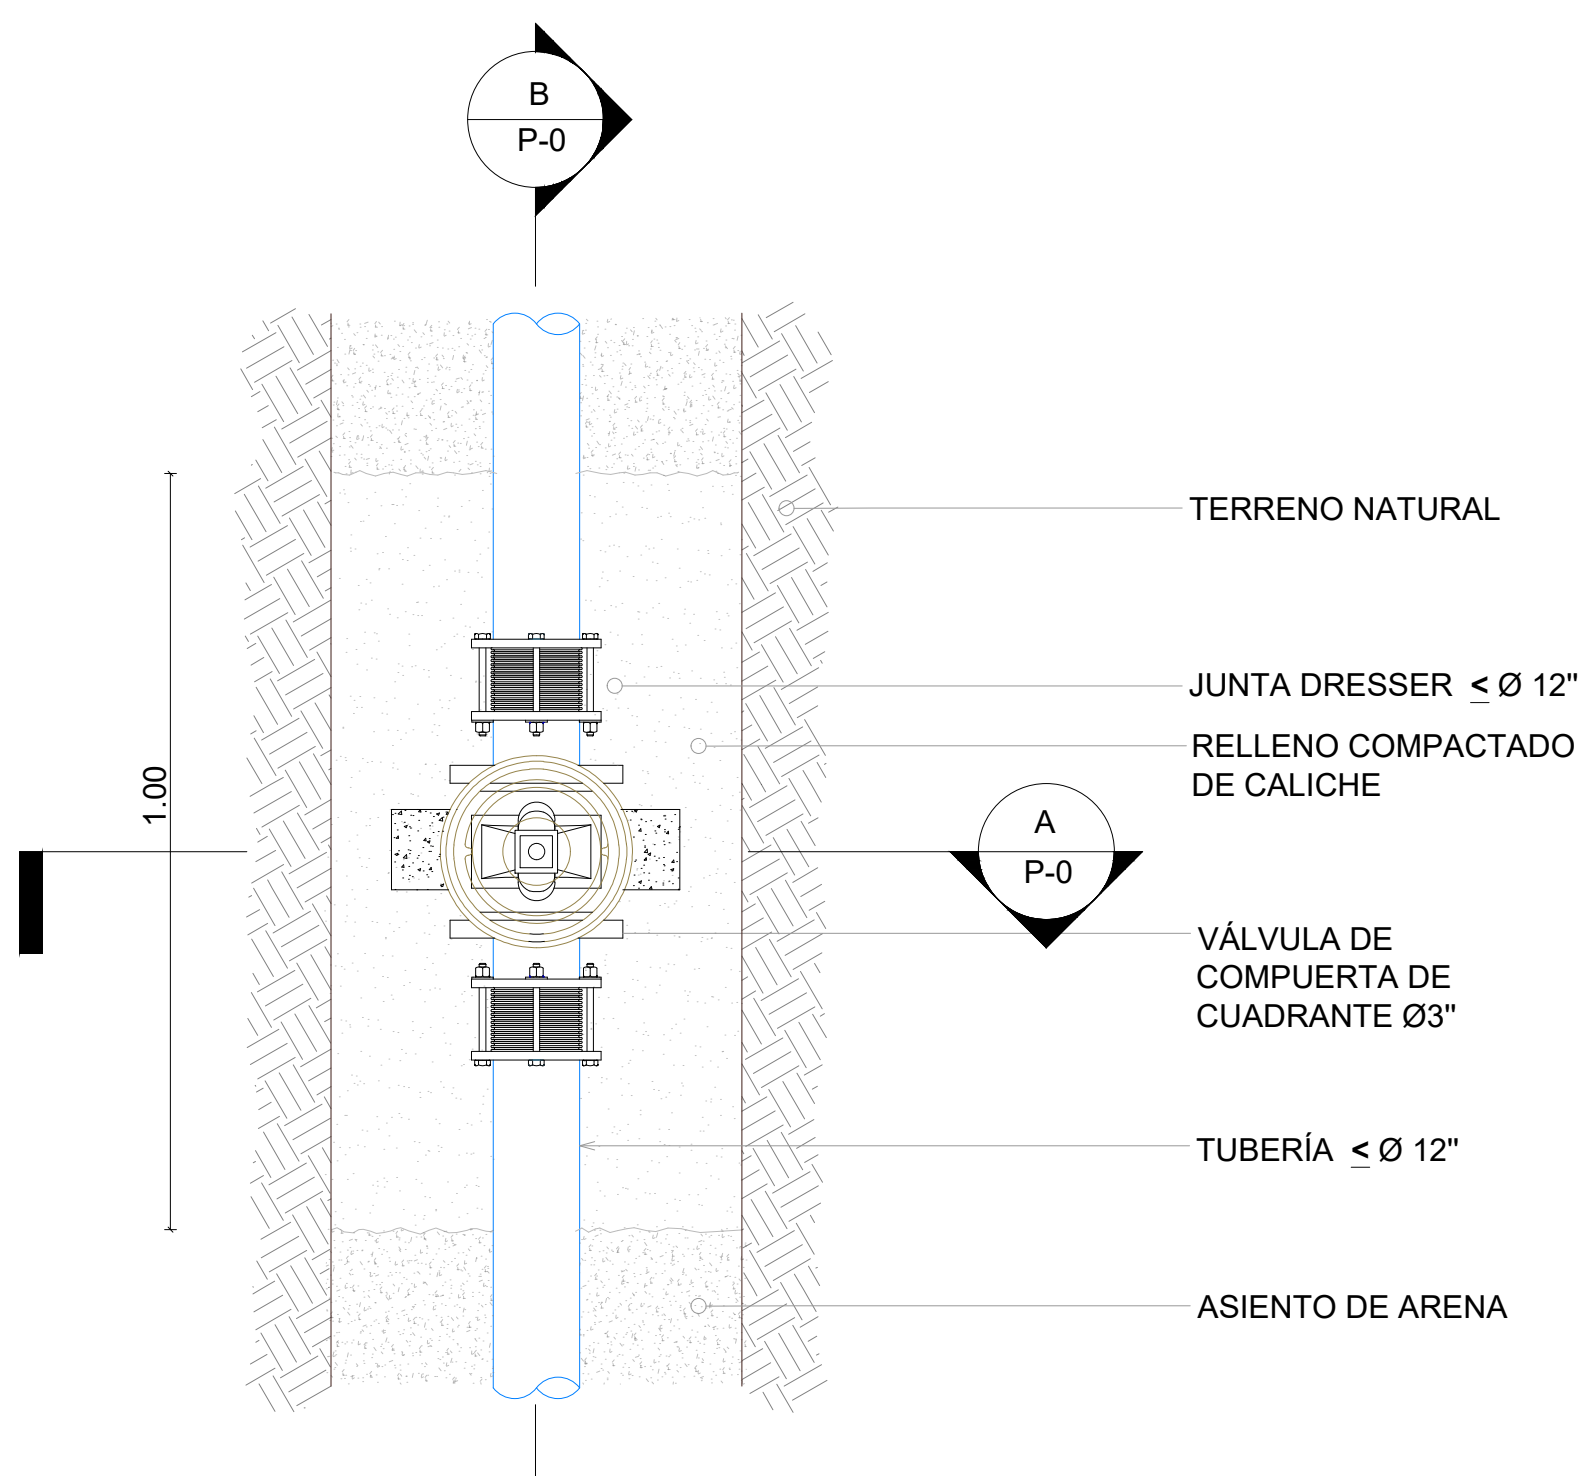 B
P-0
TERRENO NATURAL
JUNTA DRESSER ≤ Ø 12"
RELLENO COMPACTADO
DE CALICHE
1.00
A
P-0
VÁLVULA DE
COMPUERTA DE
CUADRANTE Ø3"
TUBERÍA ≤ Ø 12"
ASIENTO DE ARENA